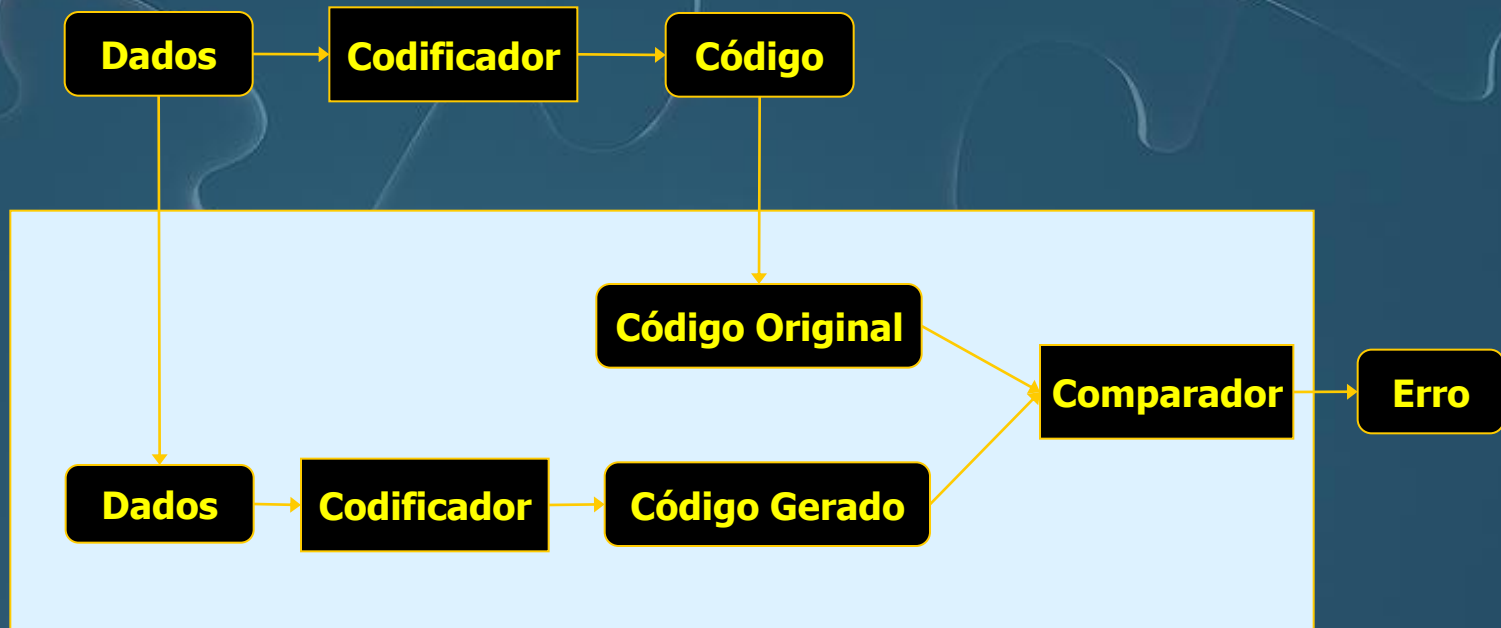 Dados
Codificador
Código
Código Original
Comparador
Erro
Dados
Codificador
Código Gerado